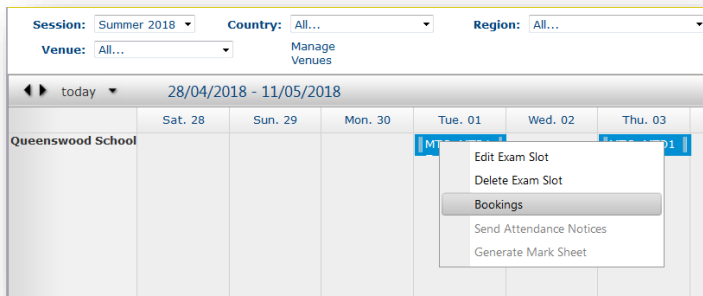 Session: Summer 2018 Country: All... Region: All...
Venue: All... Manage
Venues
today 28/04/2018 - 11/05/2018
Sat. 28 Sun. 29 Mon. 30 Tue. 01 Wed. 02 Thu. 03
Queenswood School
Edit Exam Slot
Delete Exam Slot
Bookings
Send Attendance Notices
Generate Mark Sheet